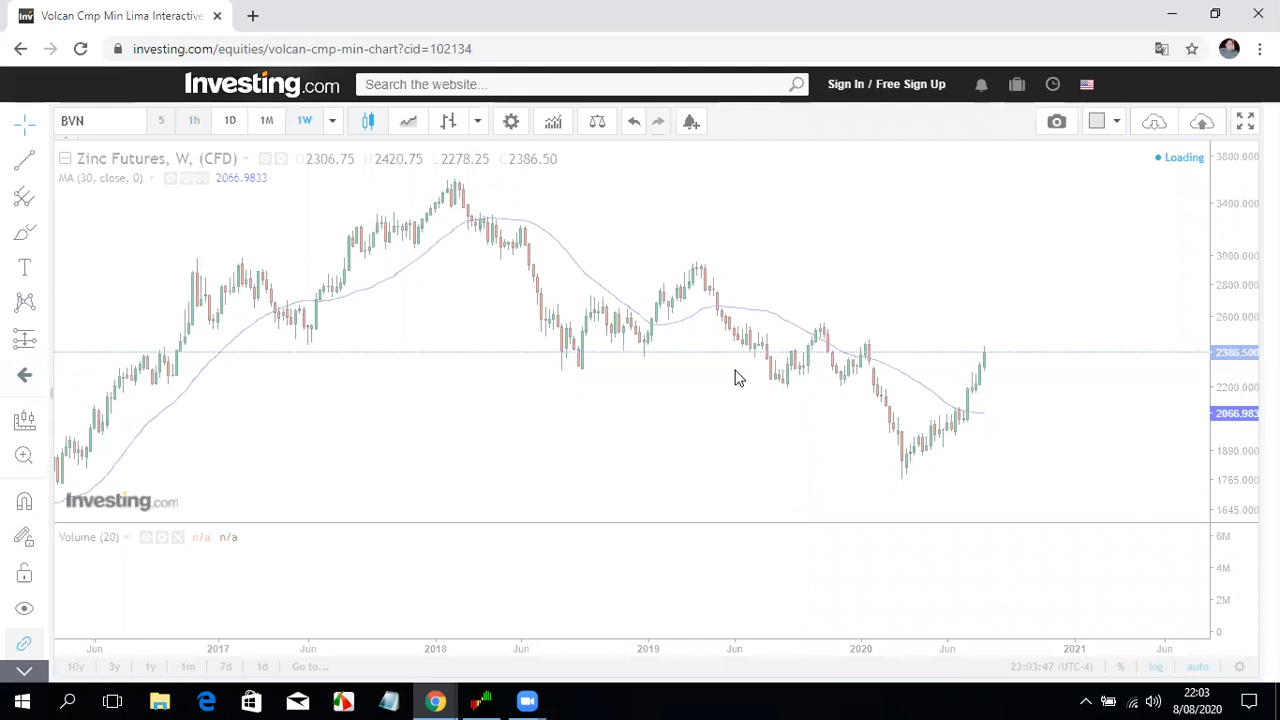 Volcan Cmp Min Lima Interactive
investing.com/equities/volcan-cmp-min-chart?cid=102134
Investing.com
Search the website...
Sign In / Free Sign Up
BVN
5
1h
1D
1M
1W
Zinc Futures, W, (CFD)
O2306.75 H2420.75 L2278.25 C2386.50
Loading
MA (30, close, 0)
2066.9833
3800.000
3400.000
3000.000
2800.000
2600.000
2386.500
2200.000
2066.983
1890.000
1765.000
1645.000
Investing.com
Volume (20)
n/a n/a
6M
4M
2M
0
Jun 2017 Jun 2018 Jun 2019 Jun 2020 Jun 2021 Jun
10y 3y 1y 1m 7d 1d Go to...
23:03:47 (UTC-4)
% log auto
22:03
8/08/2020